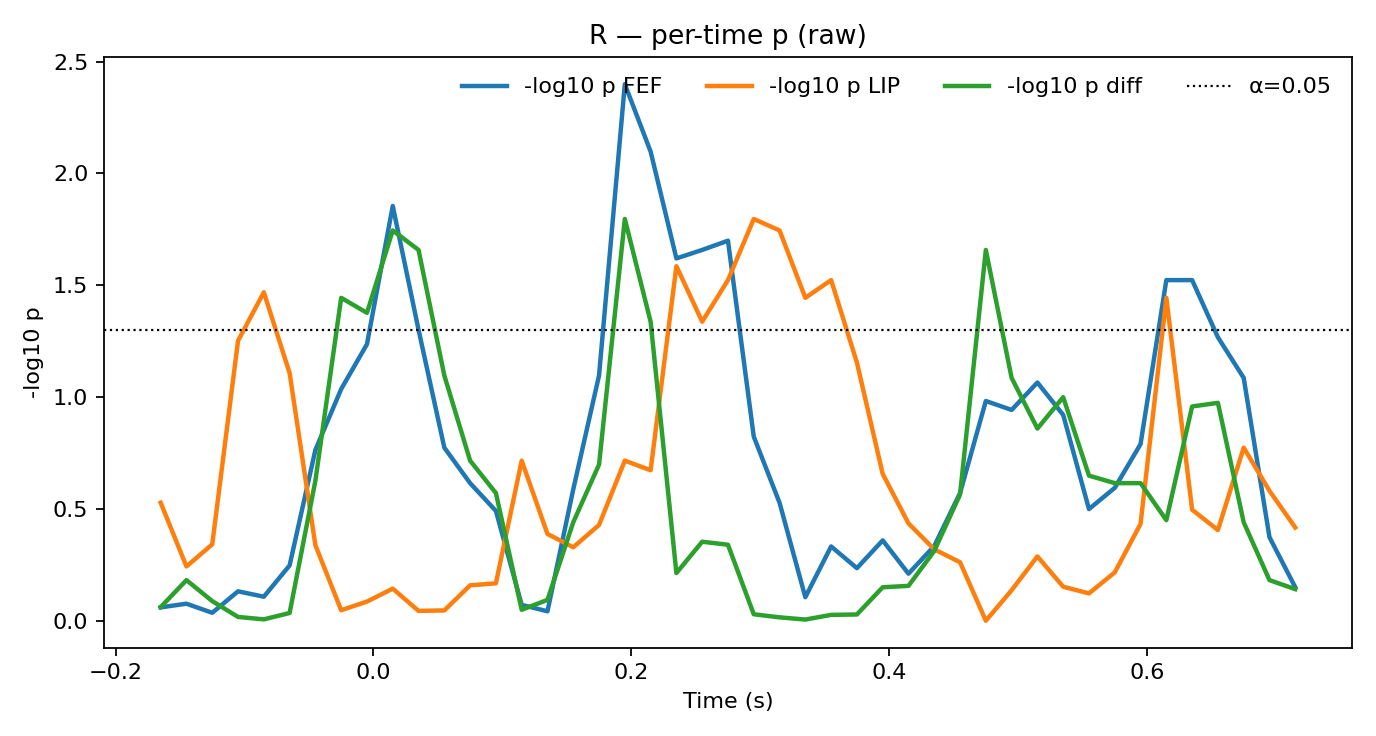 R — per-time p (raw)
-log10 p FEF
-log10 p LIP
-log10 p diff
α=0.05
-log10 p
2.5
2.0
1.5
1.0
0.5
0.0
−0.2
0.0
0.2
0.4
0.6
Time (s)